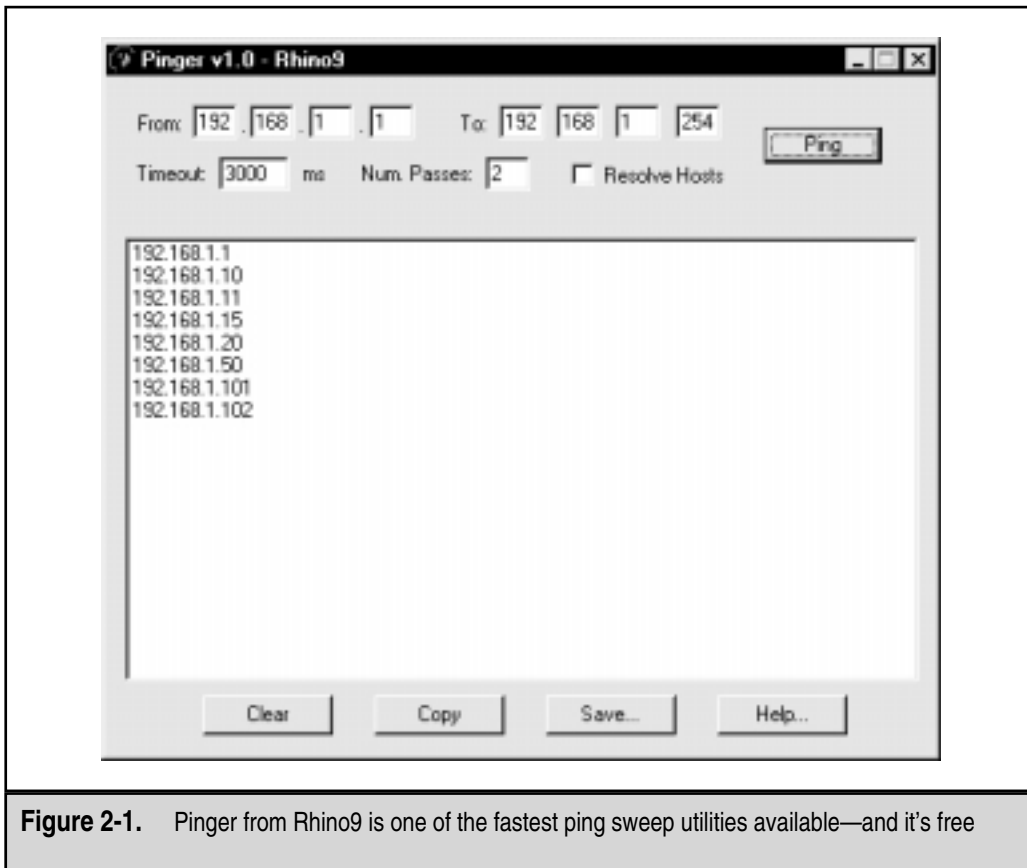 Pinger v1.0 - Rhino9
From: 192 . 168 . 1 . 1 To: 192 168 1 254
Ping
Timeout: 3000 ms Num. Passes: 2 Resolve Hosts
192.168.1.1
192.168.1.10
192.168.1.11
192.168.1.15
192.168.1.20
192.168.1.50
192.168.1.101
192.168.1.102
Clear Copy Save... Help...
Figure 2-1. Pinger from Rhino9 is one of the fastest ping sweep utilities available—and it's free